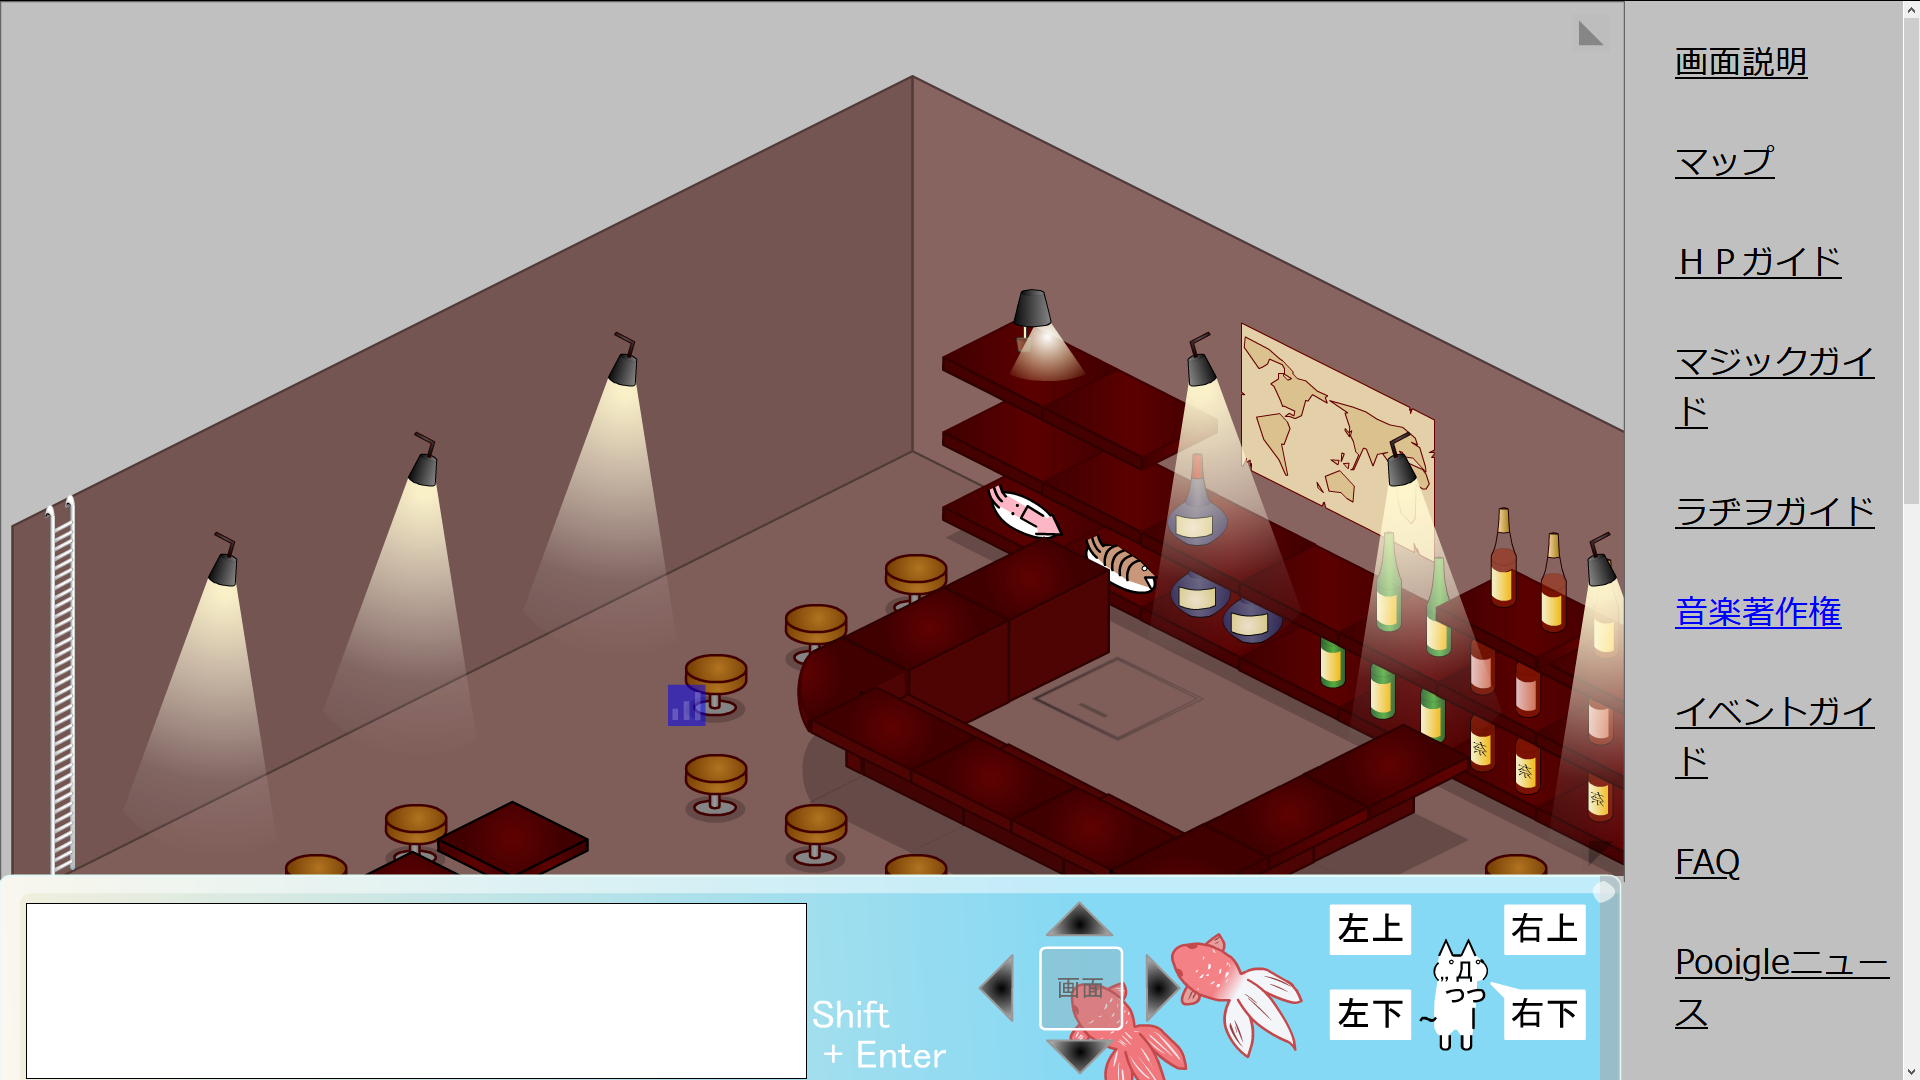 画面説明
マップ
ＨＰガイド
マジックガイ
ド
ラヂヲガイド
音楽著作権
イベントガイ
ド
FAQ
Pooigleニュー
ス
Shift
+ Enter
画面
左上
右上
左下
右下